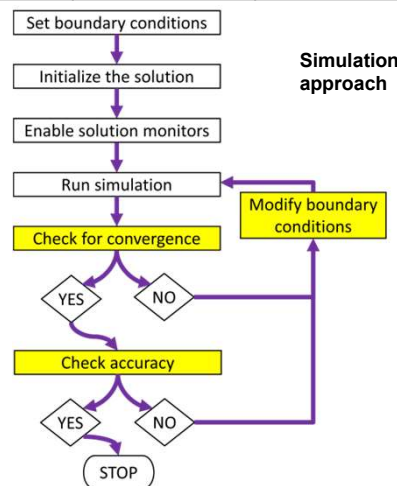 Set boundary conditions
Simulation
approach
Initialize the solution
Enable solution monitors
Run simulation
Modify boundary
conditions
Check for convergence
YES
NO
Check accuracy
YES
NO
STOP